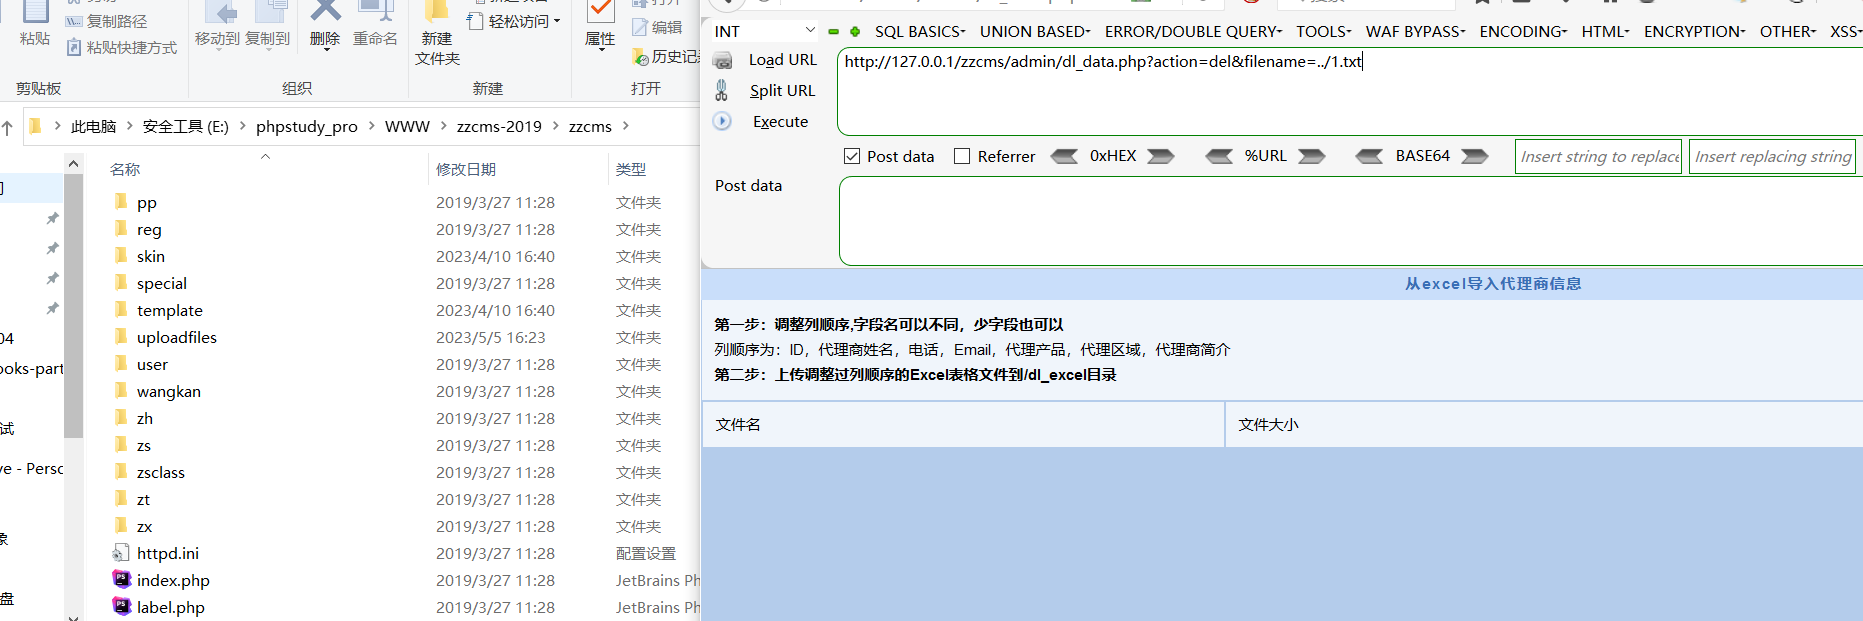 复制路径
粘贴快捷方式
粘贴
剪贴板
移动到 复制到
删除 重命名
组织
轻松访问
新建
文件夹
新建
属性
打开
编辑
历史记录
打开
此电脑 安全工具 (E:) phpstudy_pro WWW zzcms-2019 zzcms
名称 修改日期 类型
pp 2019/3/27 11:28 文件夹
reg 2019/3/27 11:28 文件夹
skin 2023/4/10 16:40 文件夹
special 2019/3/27 11:28 文件夹
template 2023/4/10 16:40 文件夹
uploadfiles 2023/5/5 16:23 文件夹
user 2019/3/27 11:28 文件夹
wangkan 2019/3/27 11:28 文件夹
zh 2019/3/27 11:28 文件夹
zs 2019/3/27 11:28 文件夹
zsclass 2019/3/27 11:28 文件夹
zt 2019/3/27 11:28 文件夹
zx 2019/3/27 11:28 文件夹
httpd.ini 2019/3/27 11:28 配置设置
index.php 2019/3/27 11:28 JetBrains Ph
label.php 2019/3/27 11:28 JetBrains Ph
04
ooks-part
试
ve - Perso
象
盘
INT SQL BASICS UNION BASED ERROR/DOUBLE QUERY TOOLS WAF BYPASS ENCODING HTML ENCRYPTION OTHER XSS
Load URL
Split URL
Execute
http://127.0.0.1/zzcms/admin/dl_data.php?action=del&filename=../1.txt
Post data Referrer 0xHEX %URL BASE64 Insert string to replace Insert replacing string
Post data
从excel导入代理商信息
第一步：调整列顺序,字段名可以不同，少字段也可以
列顺序为：ID，代理商姓名，电话，Email，代理产品，代理区域，代理商简介
第二步：上传调整过列顺序的Excel表格文件到/dl_excel目录
文件名 文件大小